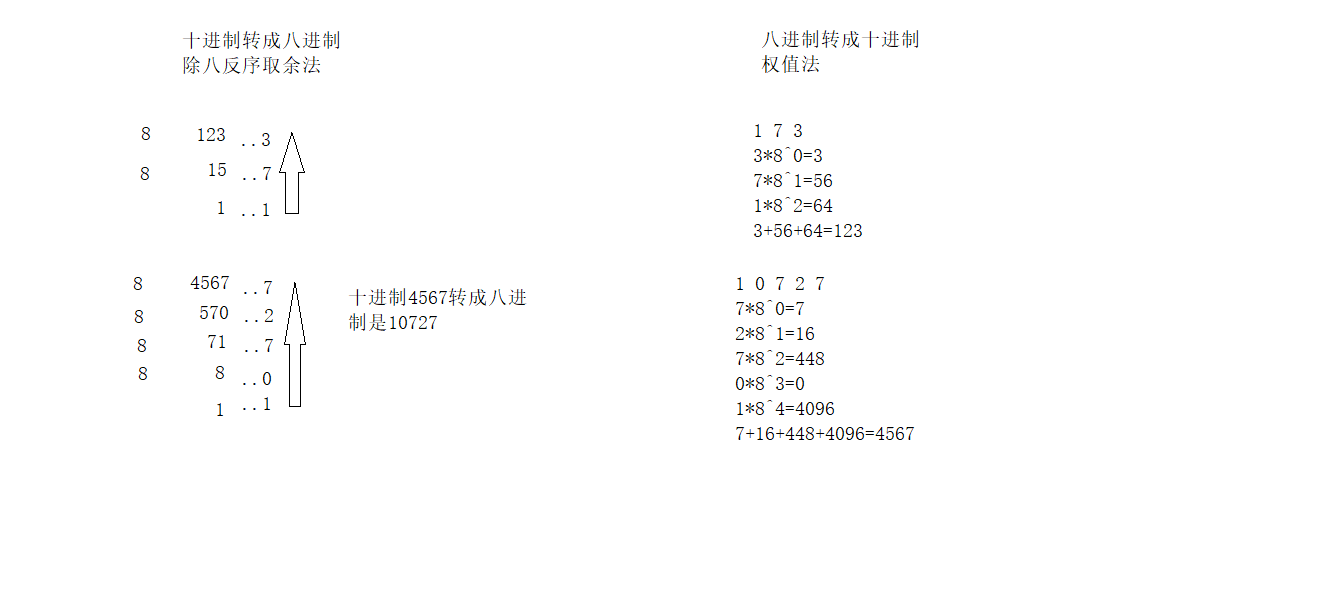 十进制转成八进制
除八反序取余法
8 123 ..3
8 15 ..7
1 ..1
8 4567 ..7
8 570 ..2
8 71 ..7
8 8 ..0
1 ..1
十进制4567转成八进
制是10727
八进制转成十进制
权值法
1 7 3
3*8^0=3
7*8^1=56
1*8^2=64
3+56+64=123
1 0 7 2 7
7*8^0=7
2*8^1=16
7*8^2=448
0*8^3=0
1*8^4=4096
7+16+448+4096=4567